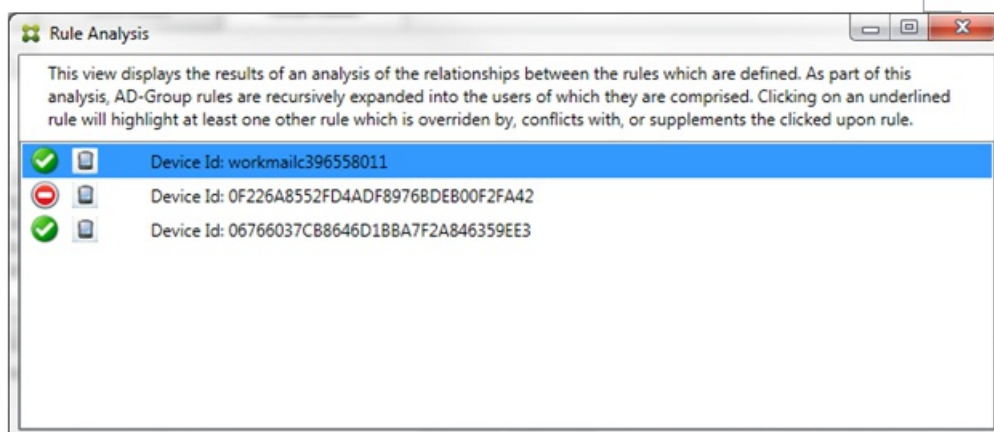 Rule Analysis
This view displays the results of an analysis of the relationships between the rules which are defined. As part of this
analysis, AD-Group rules are recursively expanded into the users of which they are comprised. Clicking on an underlined
rule will highlight at least one other rule which is overriden by, conflicts with, or supplements the clicked upon rule.
Device Id: workmailc396558011
Device Id: 0F226A8552FD4ADF8976BDEB00F2FA42
Device Id: 06766037CB8646D1BBA7F2A846359EE3